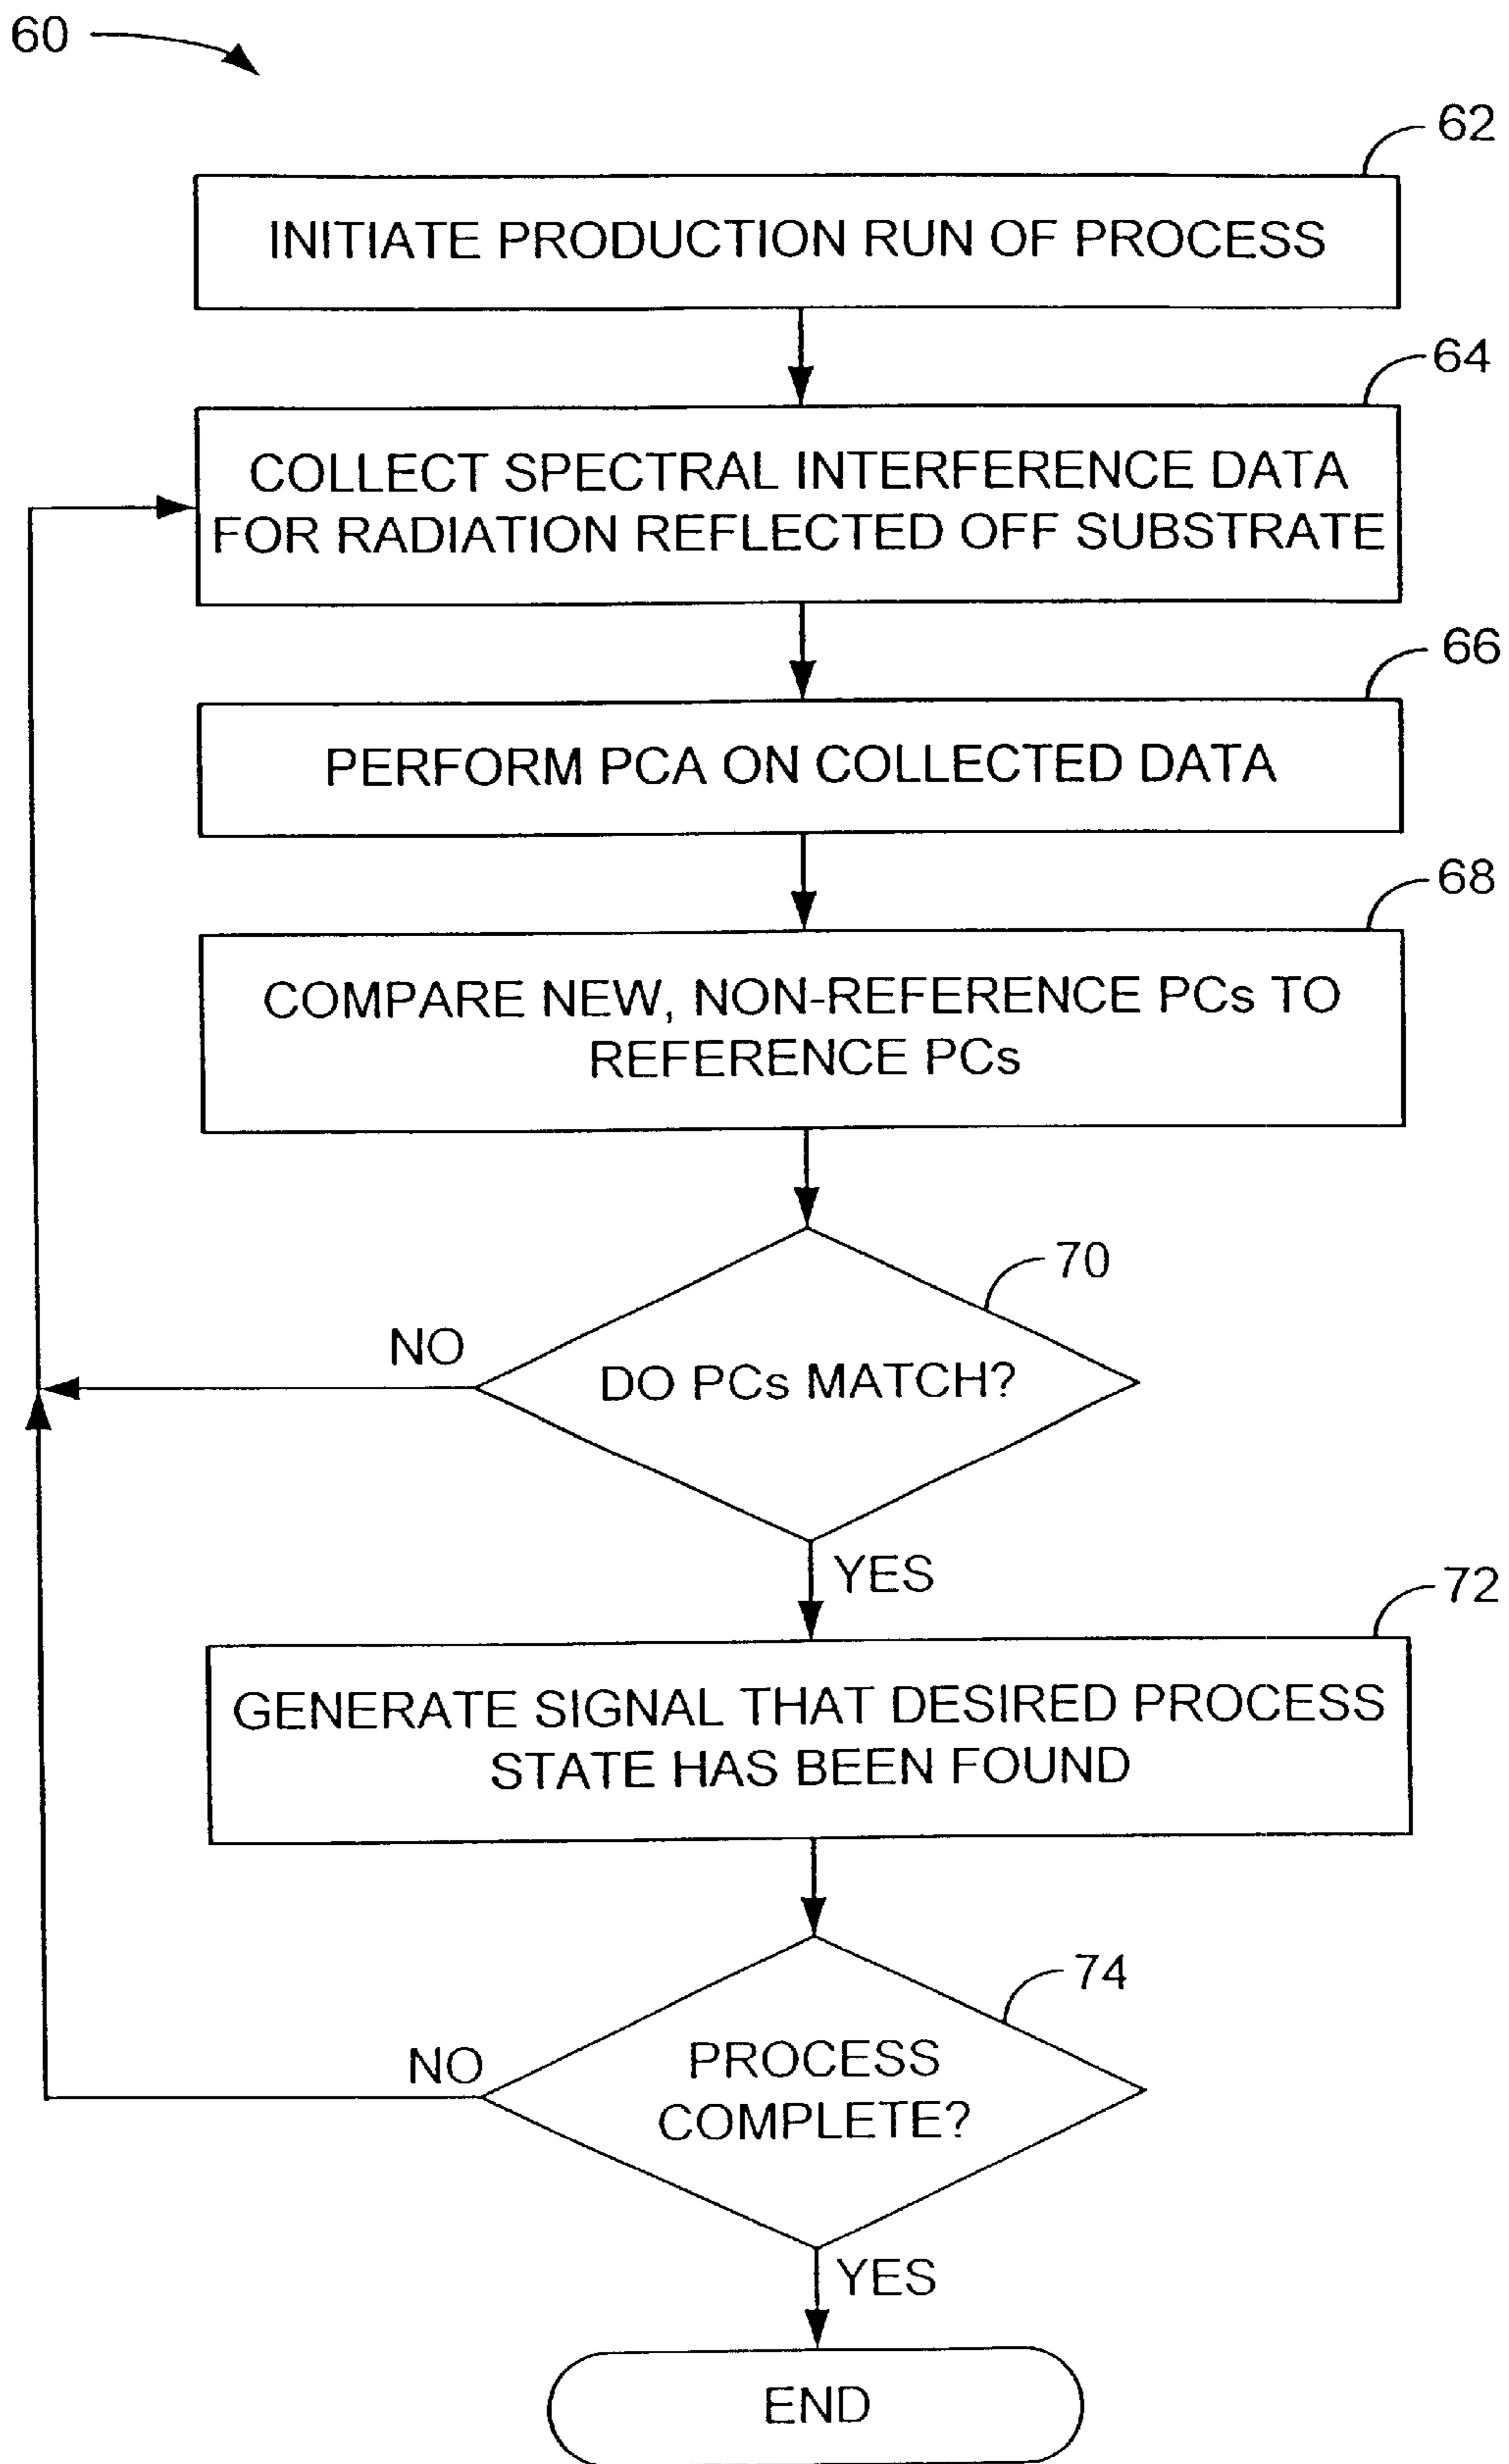 60
62
INITIATE PRODUCTION RUN OF PROCESS
64
COLLECT SPECTRAL INTERFERENCE DATA
FOR RADIATION REFLECTED OFF SUBSTRATE
66
PERFORM PCA ON COLLECTED DATA
68
COMPARE NEW, NON-REFERENCE PCs TO
REFERENCE PCs
70
DO PCs MATCH?
NO
YES
72
GENERATE SIGNAL THAT DESIRED PROCESS
STATE HAS BEEN FOUND
74
PROCESS
COMPLETE?
NO
YES
END